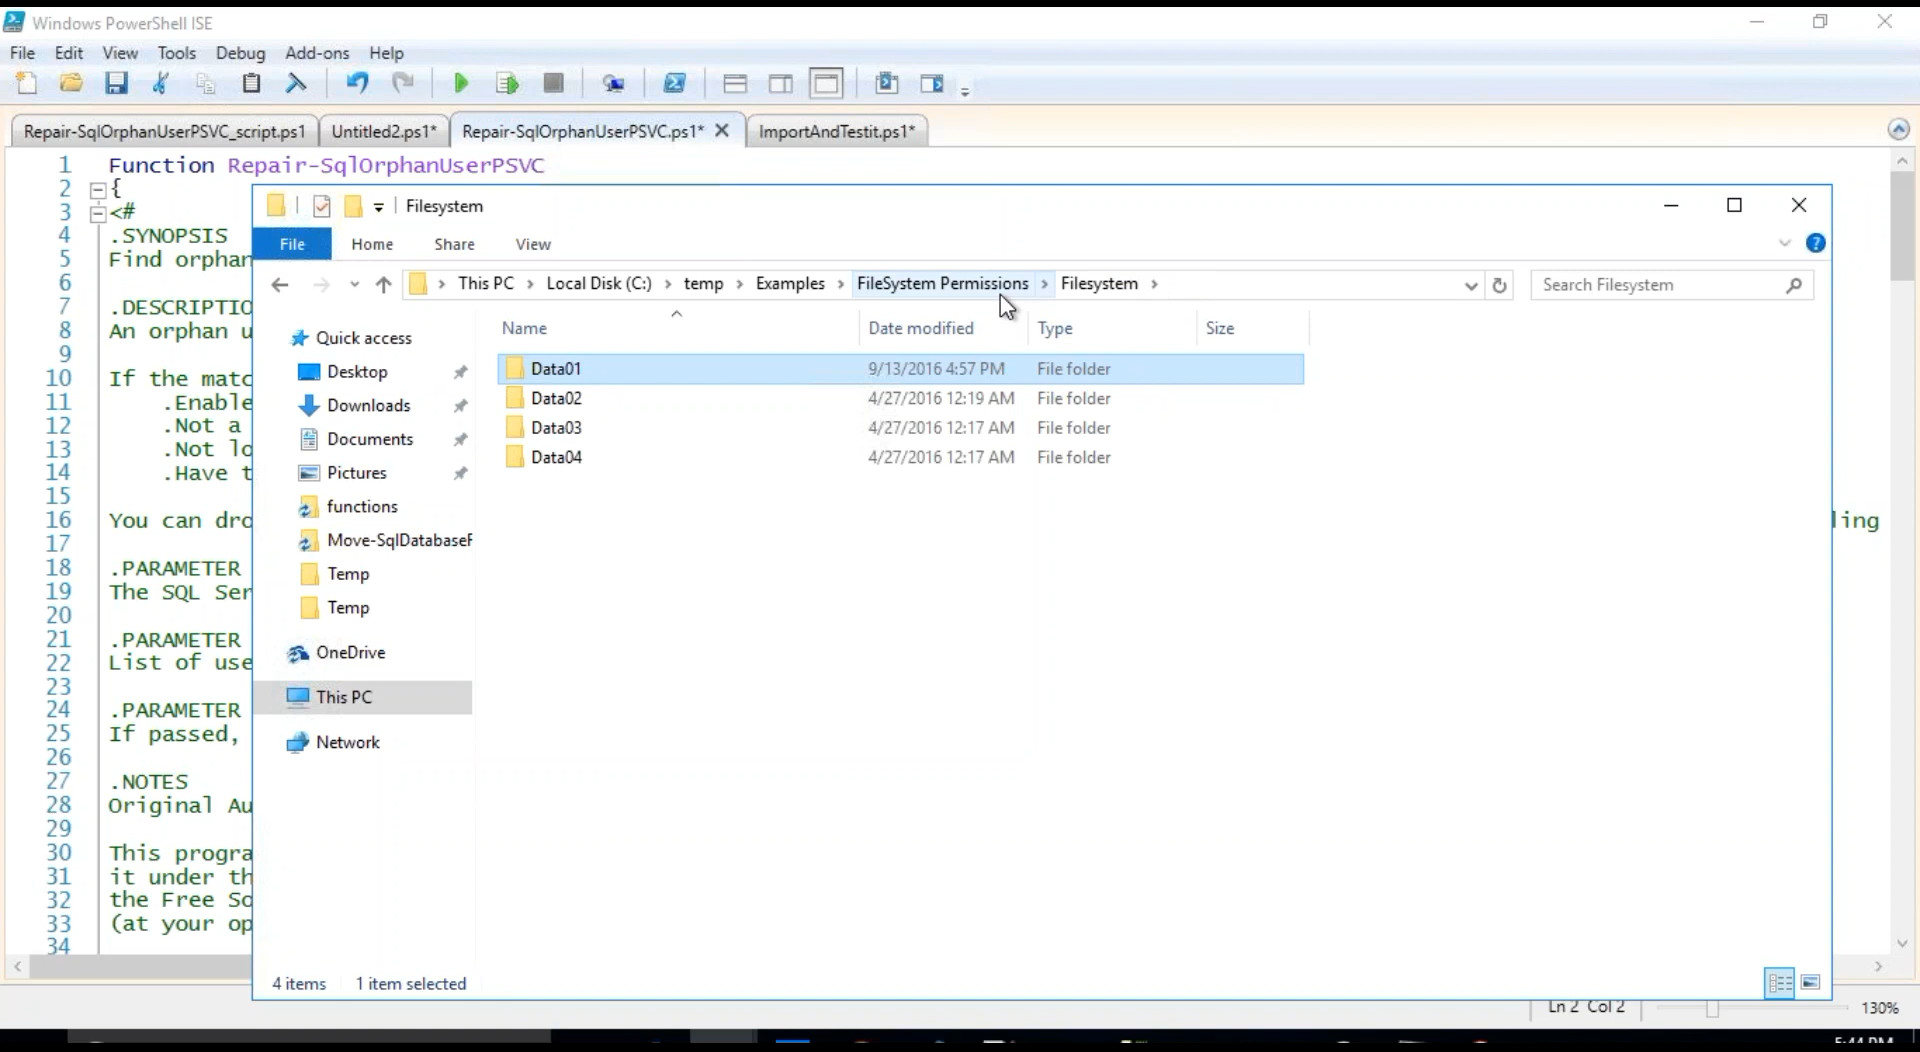 Windows PowerShell ISE
File Edit View Tools Debug Add-ons Help
Repair-SqlOrphanUserPSVC_script.ps1 Untitled2.ps1* Repair-SqlOrphanUserPSVC.ps1* ImportAndTestit.ps1*
1 Function Repair-SqlOrphanUserPSVC
2 {
3 <#
4 .SYNOPSIS
5 Find orphan
6
7 .DESCRIPTIO
8 An orphan u
9
10 If the matc
11 .Enable
12 .Not a
13 .Not lo
14 .Have t
15
16 You can dro ling
17
18 .PARAMETER
19 The SQL Ser
20
21 .PARAMETER
22 List of use
23
24 .PARAMETER
25 If passed,
26
27 .NOTES
28 Original Au
29
30 This progra
31 it under th
32 the Free So
33 (at your op
34
Filesystem
File Home Share View
This PC Local Disk (C:) temp Examples FileSystem Permissions Filesystem
Search Filesystem
Quick access
Desktop
Downloads
Documents
Pictures
functions
Move-SqlDatabaseF
Temp
Temp
OneDrive
This PC
Network
Name Date modified Type Size
Data01 9/13/2016 4:57 PM File folder
Data02 4/27/2016 12:19 AM File folder
Data03 4/27/2016 12:17 AM File folder
Data04 4/27/2016 12:17 AM File folder
4 items 1 item selected
Ln 2 Col 2 130%
5:44 PM